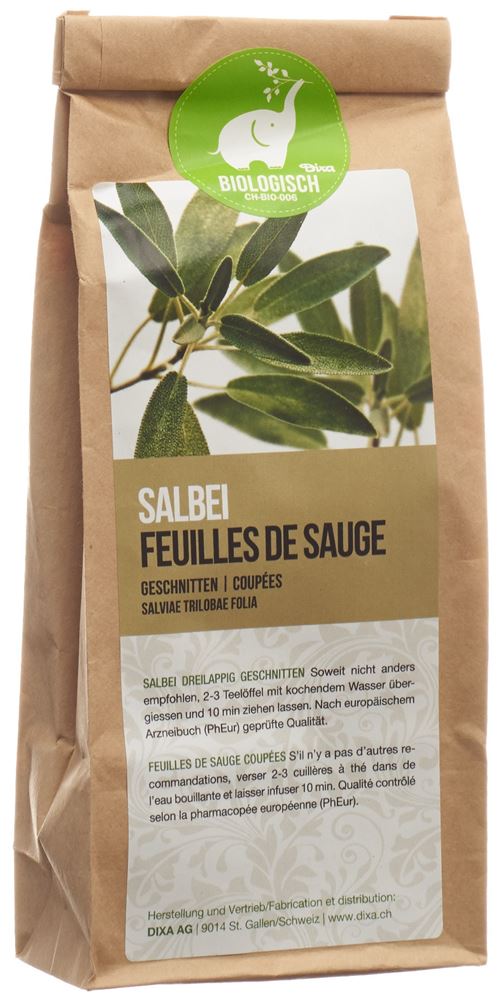 Dixa
BIOLOGISCH
CH-BIO-006
SALBEI
FEUILLES DE SAUGE
GESCHNITTEN | COUPÉES
SALVIAE TRILOBAE FOLIA
SALBEI DREILAPPIG GESCHNITTEN Soweit nicht anders
empfohlen, 2-3 Teelöffel mit kochendem Wasser über-
giessen und 10 min ziehen lassen. Nach europäischem
Arzneibuch (PhEur) geprüfte Qualität.
FEUILLES DE SAUGE COUPÉES S'il n'y a pas d'autres re-
commandations, verser 2-3 cuillères à thé dans de
l'eau bouillante et laisser infuser 10 min. Qualité contrôlé
selon la pharmacopée européenne (PhEur).
Herstellung und Vertrieb/Fabrication et distribution:
DIXA AG | 9014 St. Gallen/Schweiz | www.dixa.ch